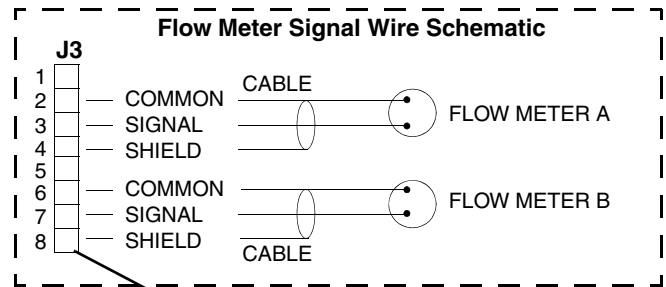 Flow Meter Signal Wire Schematic
J3
1
CABLE
2 COMMON
FLOW METER A
3 SIGNAL
4 SHIELD
5
6 COMMON
FLOW METER B
7 SIGNAL
8 SHIELD
CABLE